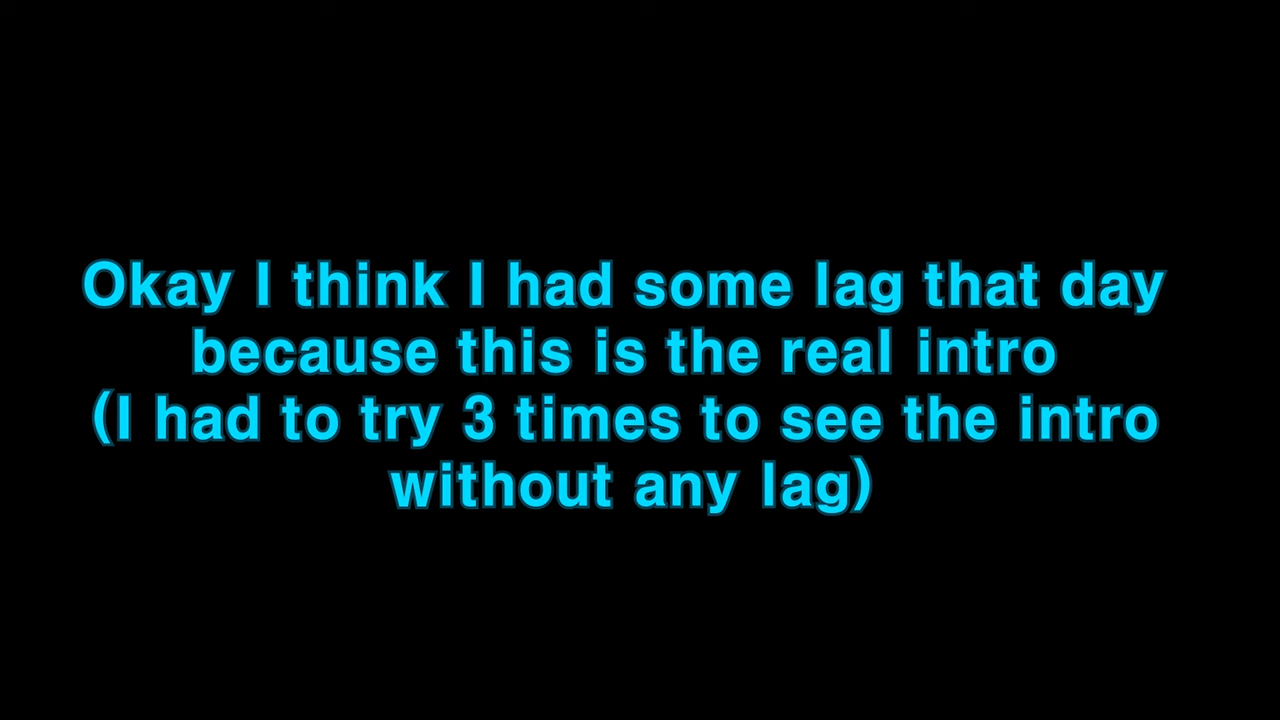 Okay I think I had some lag that day
because this is the real intro
(I had to try 3 times to see the intro
without any lag)